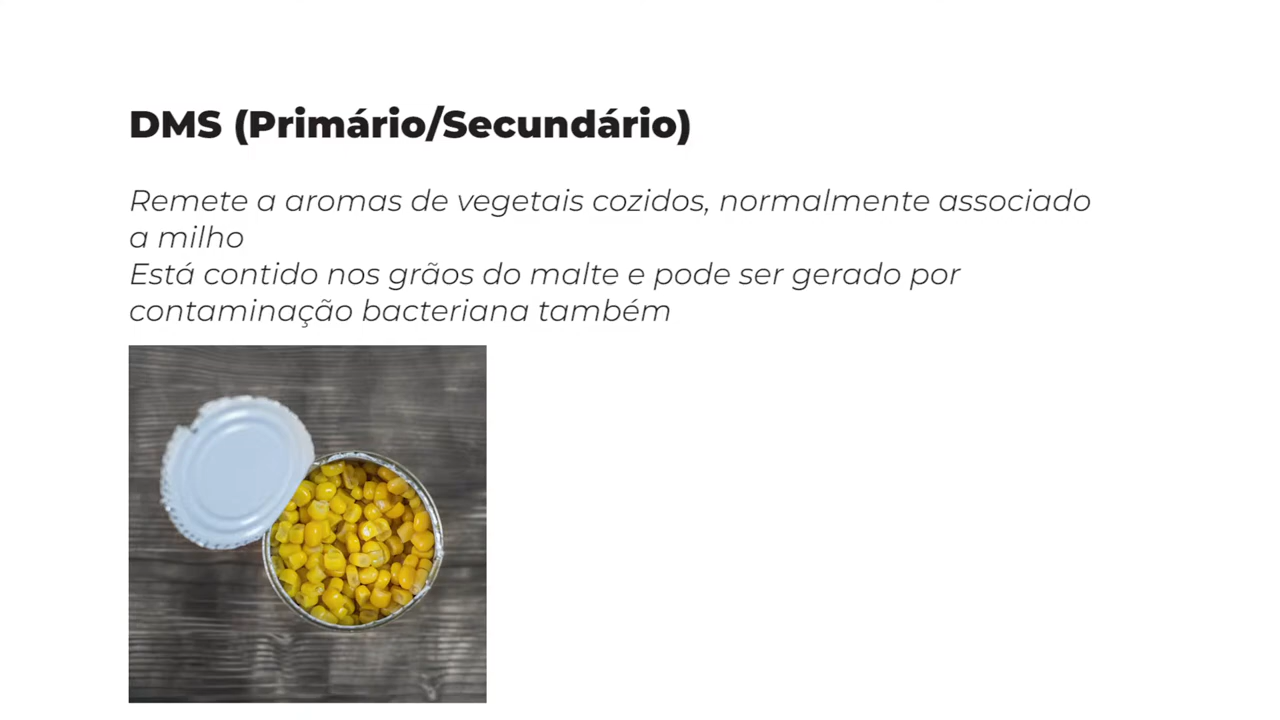 DMS (Primário/Secundário)
Remete a aromas de vegetais cozidos, normalmente associado
a milho
Está contido nos grãos do malte e pode ser gerado por
contaminação bacteriana também